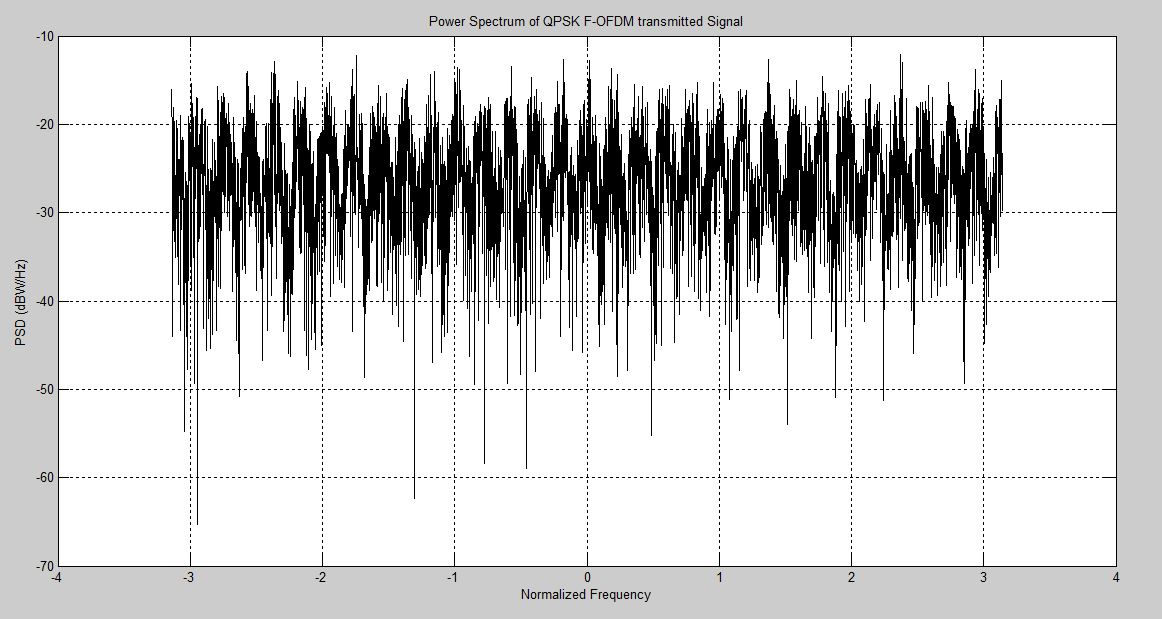 Power Spectrum of QPSK F-OFDM transmitted Signal
-10
-20
-30
-40
-50
-60
-70
PSD (dBW/Hz)
-4 -3 -2 -1 0 1 2 3 4
Normalized Frequency